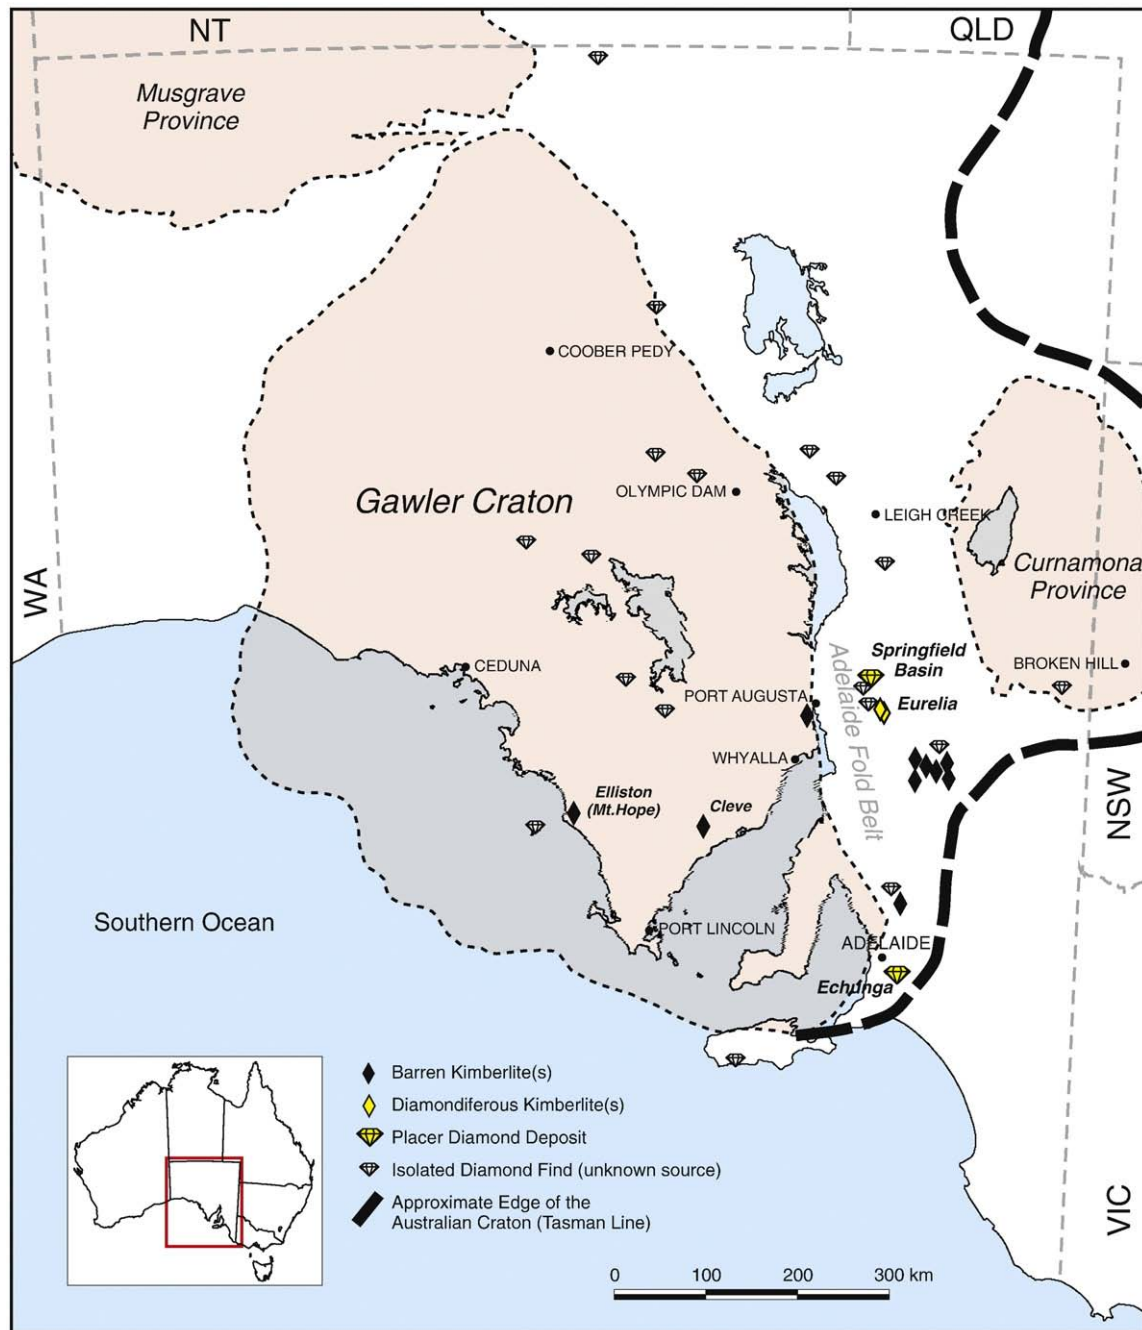 NT
QLD
Musgrave
Province
COOBER PEDY
Gawler Craton
OLYMPIC DAM
LEIGH CREEK
Curnamona
Province
WA
Springfield
Basin
CEDUNA
BROKEN HILL
PORT AUGUSTA
Eurelia
Adelaide Fold Belt
WHYALLA
Elliston
(Mt.Hope)
Cleve
NSW
Southern Ocean
PORT LINCOLN
ADELAIDE
Echunga
Barren Kimberlite(s)
Diamondiferous Kimberlite(s)
Placer Diamond Deposit
Isolated Diamond Find (unknown source)
Approximate Edge of the
Australian Craton (Tasman Line)
VIC
0 100 200 300 km